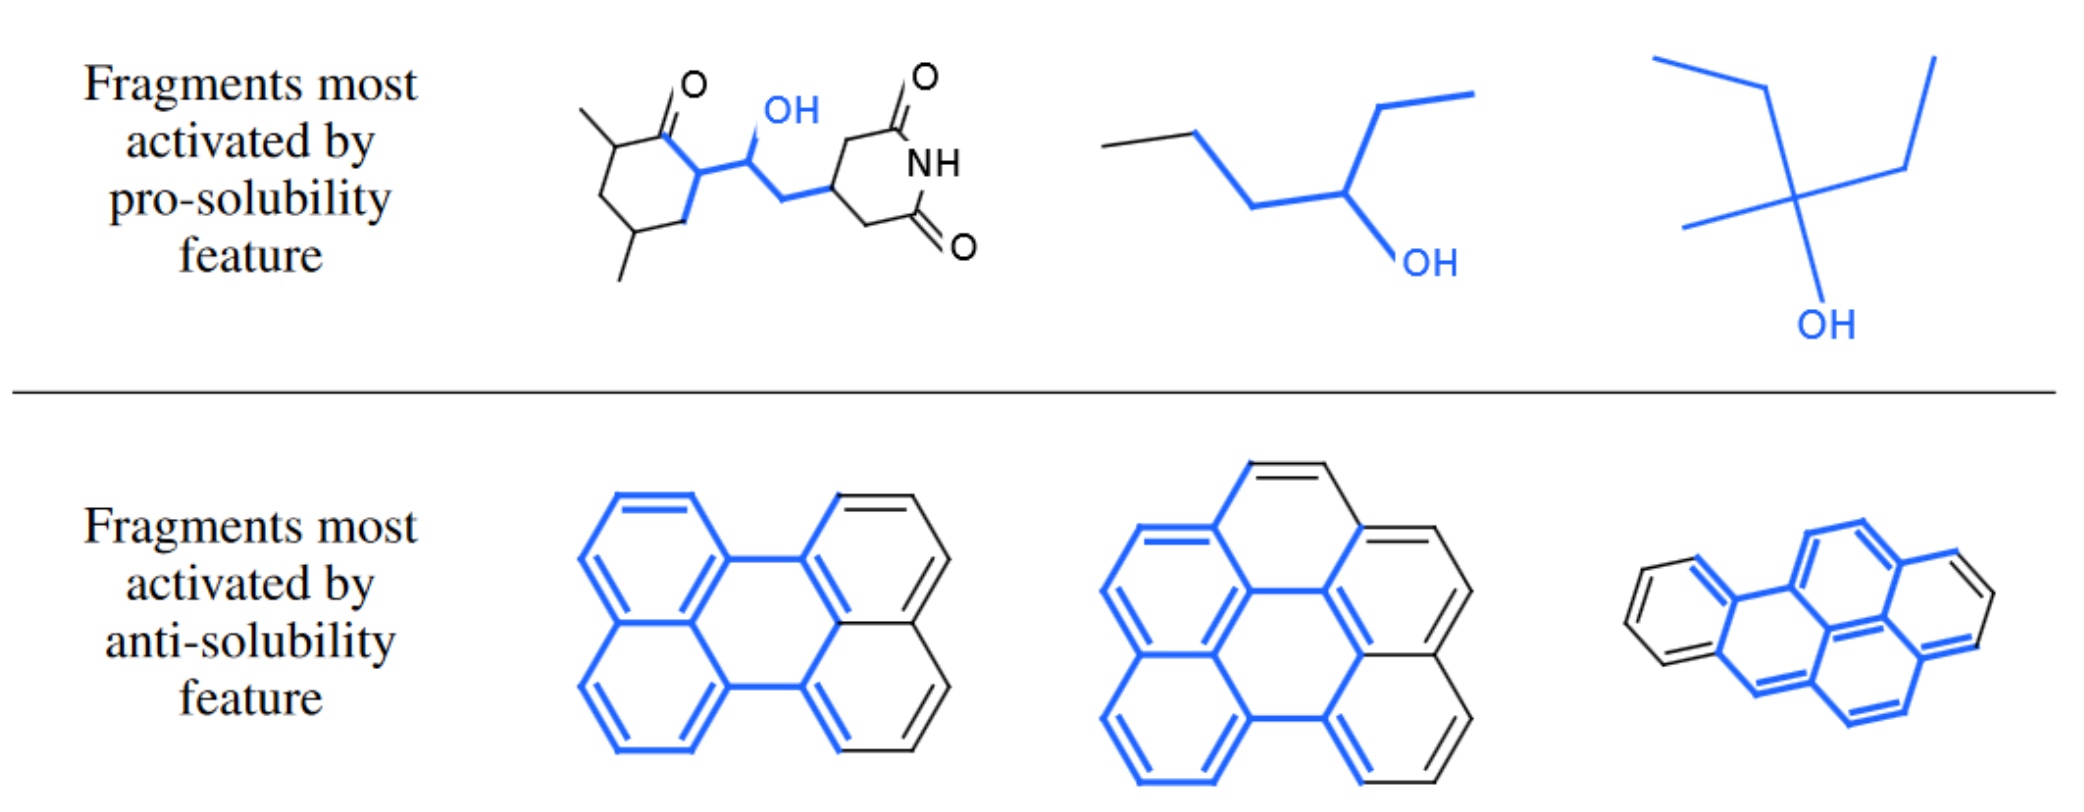 Fragments most
activated by
pro-solubility
feature
O
OH
O
NH
O
OH
OH
Fragments most
activated by
anti-solubility
feature